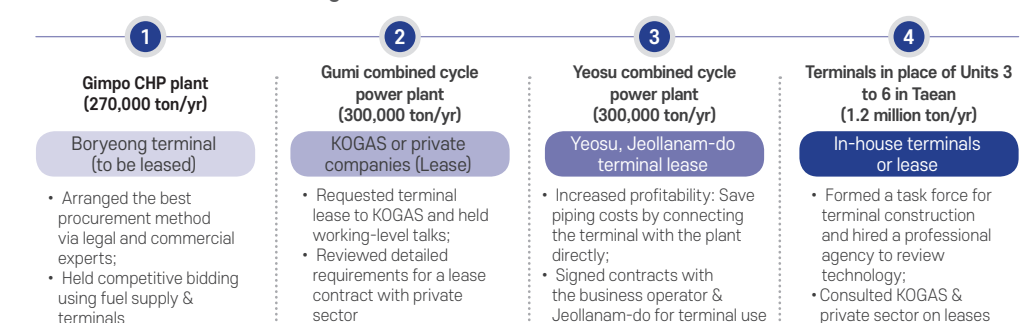 1
Gimpo CHP plant
(270,000 ton/yr)
Boryeong terminal
(to be leased)
• Arranged the best
procurement method
via legal and commercial
experts;
• Held competitive bidding
using fuel supply &
terminals
2
Gumi combined cycle
power plant
(300,000 ton/yr)
KOGAS or private
companies (Lease)
• Requested terminal
lease to KOGAS and held
working-level talks;
• Reviewed detailed
requirements for a lease
contract with private
sector
3
Yeosu combined cycle
power plant
(300,000 ton/yr)
Yeosu, Jeollanam-do
terminal lease
• Increased profitability: Save
piping costs by connecting
the terminal with the plant
directly;
• Signed contracts with
the business operator &
Jeollanam-do for terminal use
4
Terminals in place of Units 3
to 6 in Taean
(1.2 million ton/yr)
In-house terminals
or lease
• Formed a task force for
terminal construction
and hired a professional
agency to review
technology;
• Consulted KOGAS &
private sector on leases